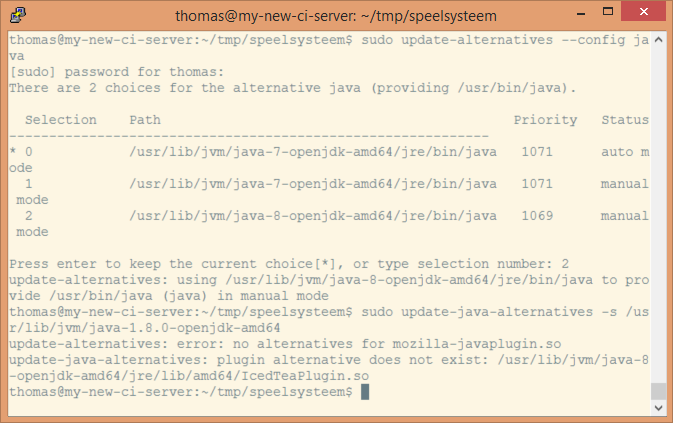 thomas@my-new-ci-server: ~/tmp/speelsysteem
thomas@my-new-ci-server:~/tmp/speelsysteem$ sudo update-alternatives --config ja
va
[sudo] password for thomas:
There are 2 choices for the alternative java (providing /usr/bin/java).
  Selection    Path                                            Priority   Status
------------------------------------------------------------
* 0            /usr/lib/jvm/java-7-openjdk-amd64/jre/bin/java   1071      auto m
ode
  1            /usr/lib/jvm/java-7-openjdk-amd64/jre/bin/java   1071      manual
 mode
  2            /usr/lib/jvm/java-8-openjdk-amd64/jre/bin/java   1069      manual
 mode
Press enter to keep the current choice[*], or type selection number: 2
update-alternatives: using /usr/lib/jvm/java-8-openjdk-amd64/jre/bin/java to pro
vide /usr/bin/java (java) in manual mode
thomas@my-new-ci-server:~/tmp/speelsysteem$ sudo update-java-alternatives -s /us
r/lib/jvm/java-1.8.0-openjdk-amd64
update-alternatives: error: no alternatives for mozilla-javaplugin.so
update-java-alternatives: plugin alternative does not exist: /usr/lib/jvm/java-8
-openjdk-amd64/jre/lib/amd64/IcedTeaPlugin.so
thomas@my-new-ci-server:~/tmp/speelsysteem$